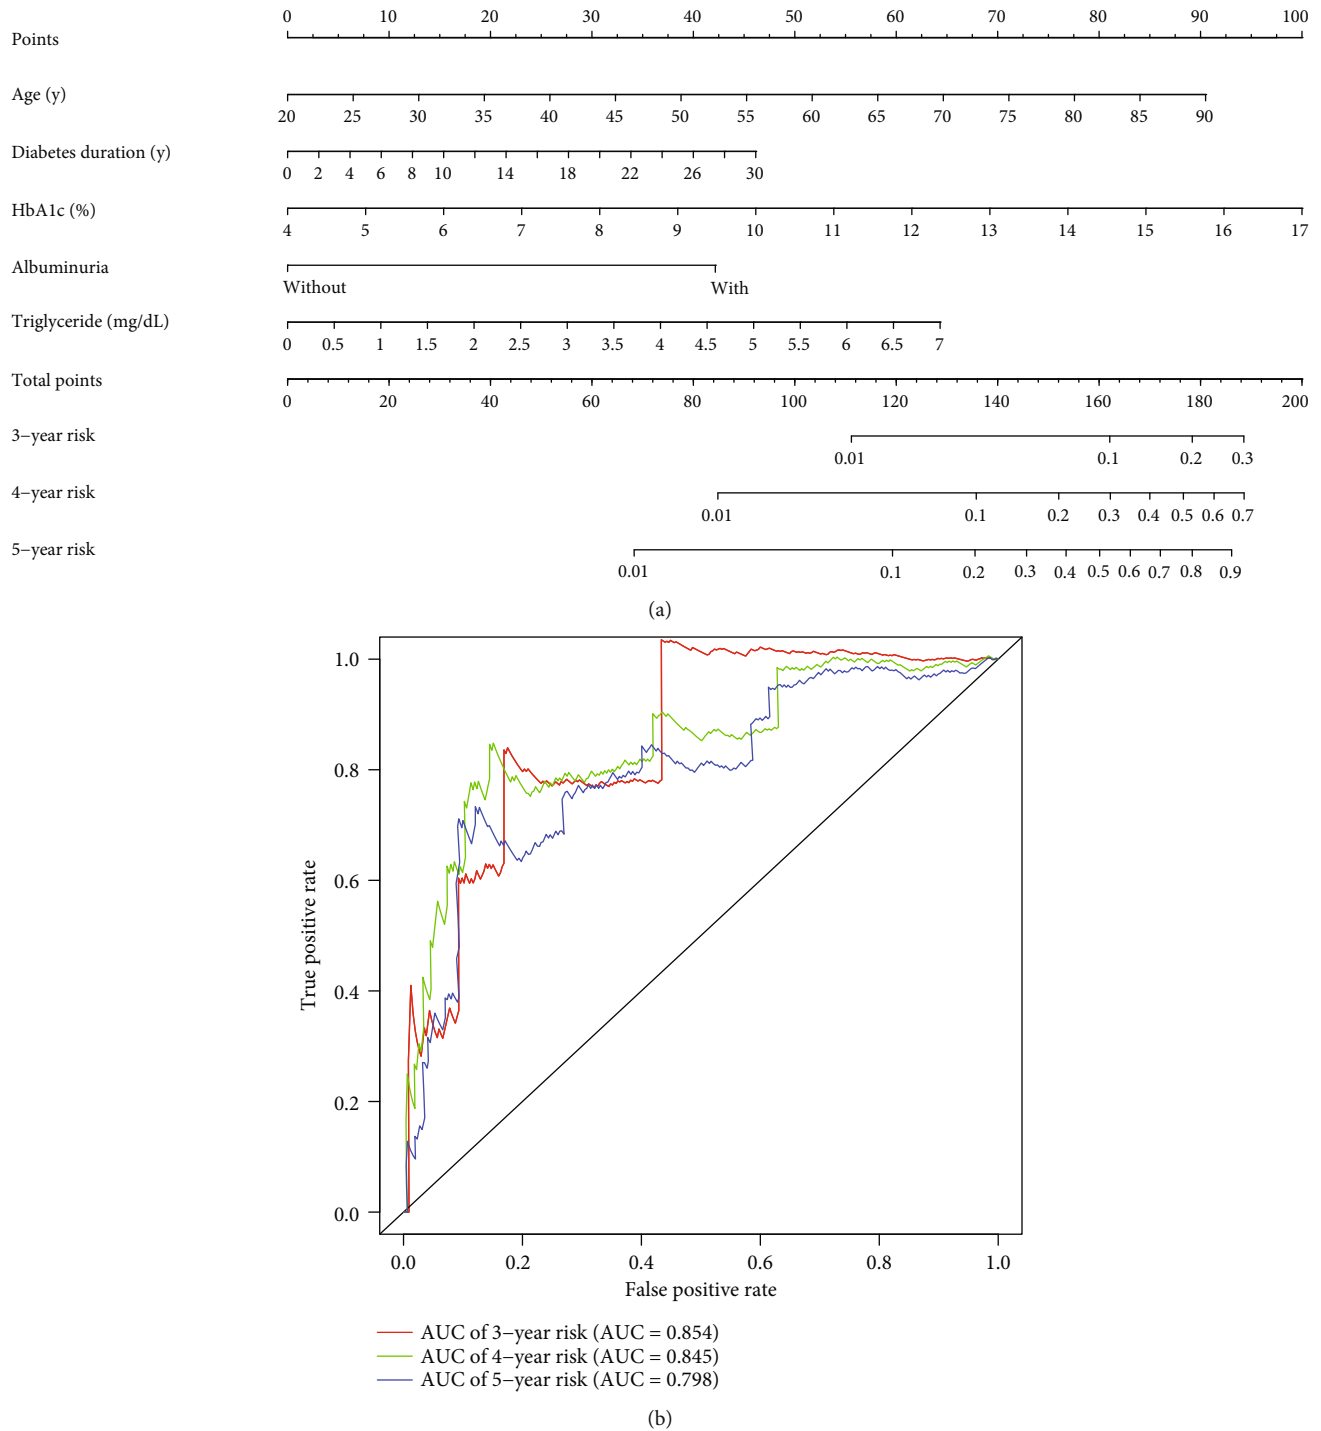 0 10 20 30 40 50 60 70 80 90 100
Points
Age (y)
20 25 30 35 40 45 50 55 60 65 70 75 80 85 90
Diabetes duration (y)
0 2 4 6 8 10 14 18 22 26 30
HbA1c (%)
4 5 6 7 8 9 10 11 12 13 14 15 16 17
Albuminuria
Without With
Triglyceride (mg/dL)
0 0.5 1 1.5 2 2.5 3 3.5 4 4.5 5 5.5 6 6.5 7
Total points
0 20 40 60 80 100 120 140 160 180 200
3−year risk
0.01 0.1 0.2 0.3
4−year risk
0.01 0.1 0.2 0.3 0.4 0.5 0.6 0.7
5−year risk
0.01 0.1 0.2 0.3 0.4 0.5 0.6 0.7 0.8 0.9
(a)
1.0
0.8
0.6
0.4
0.2
0.0
True positive rate
0.0 0.2 0.4 0.6 0.8 1.0
False positive rate
AUC of 3−year risk (AUC = 0.854)
AUC of 4−year risk (AUC = 0.845)
AUC of 5−year risk (AUC = 0.798)
(b)